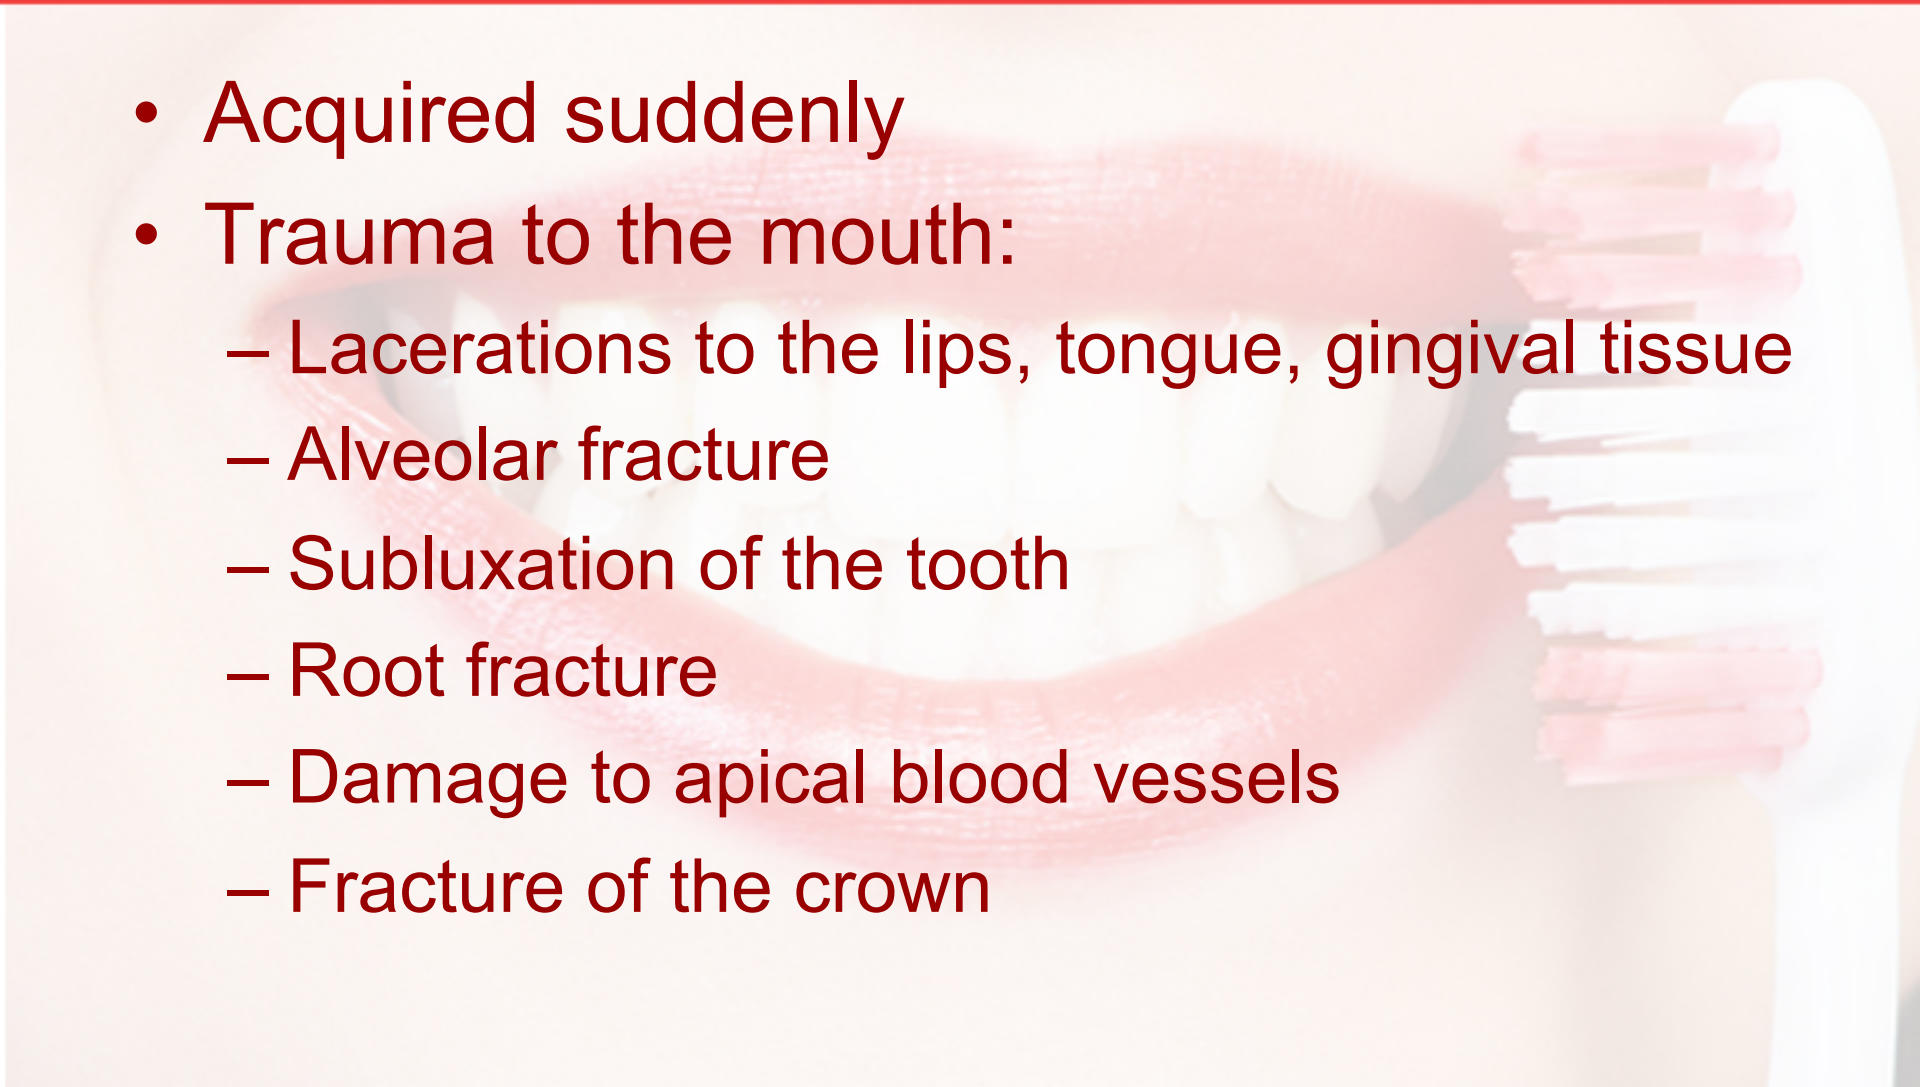 • Acquired suddenly
• Trauma to the mouth:
– Lacerations to the lips, tongue, gingival tissue
– Alveolar fracture
– Subluxation of the tooth
– Root fracture
– Damage to apical blood vessels
– Fracture of the crown